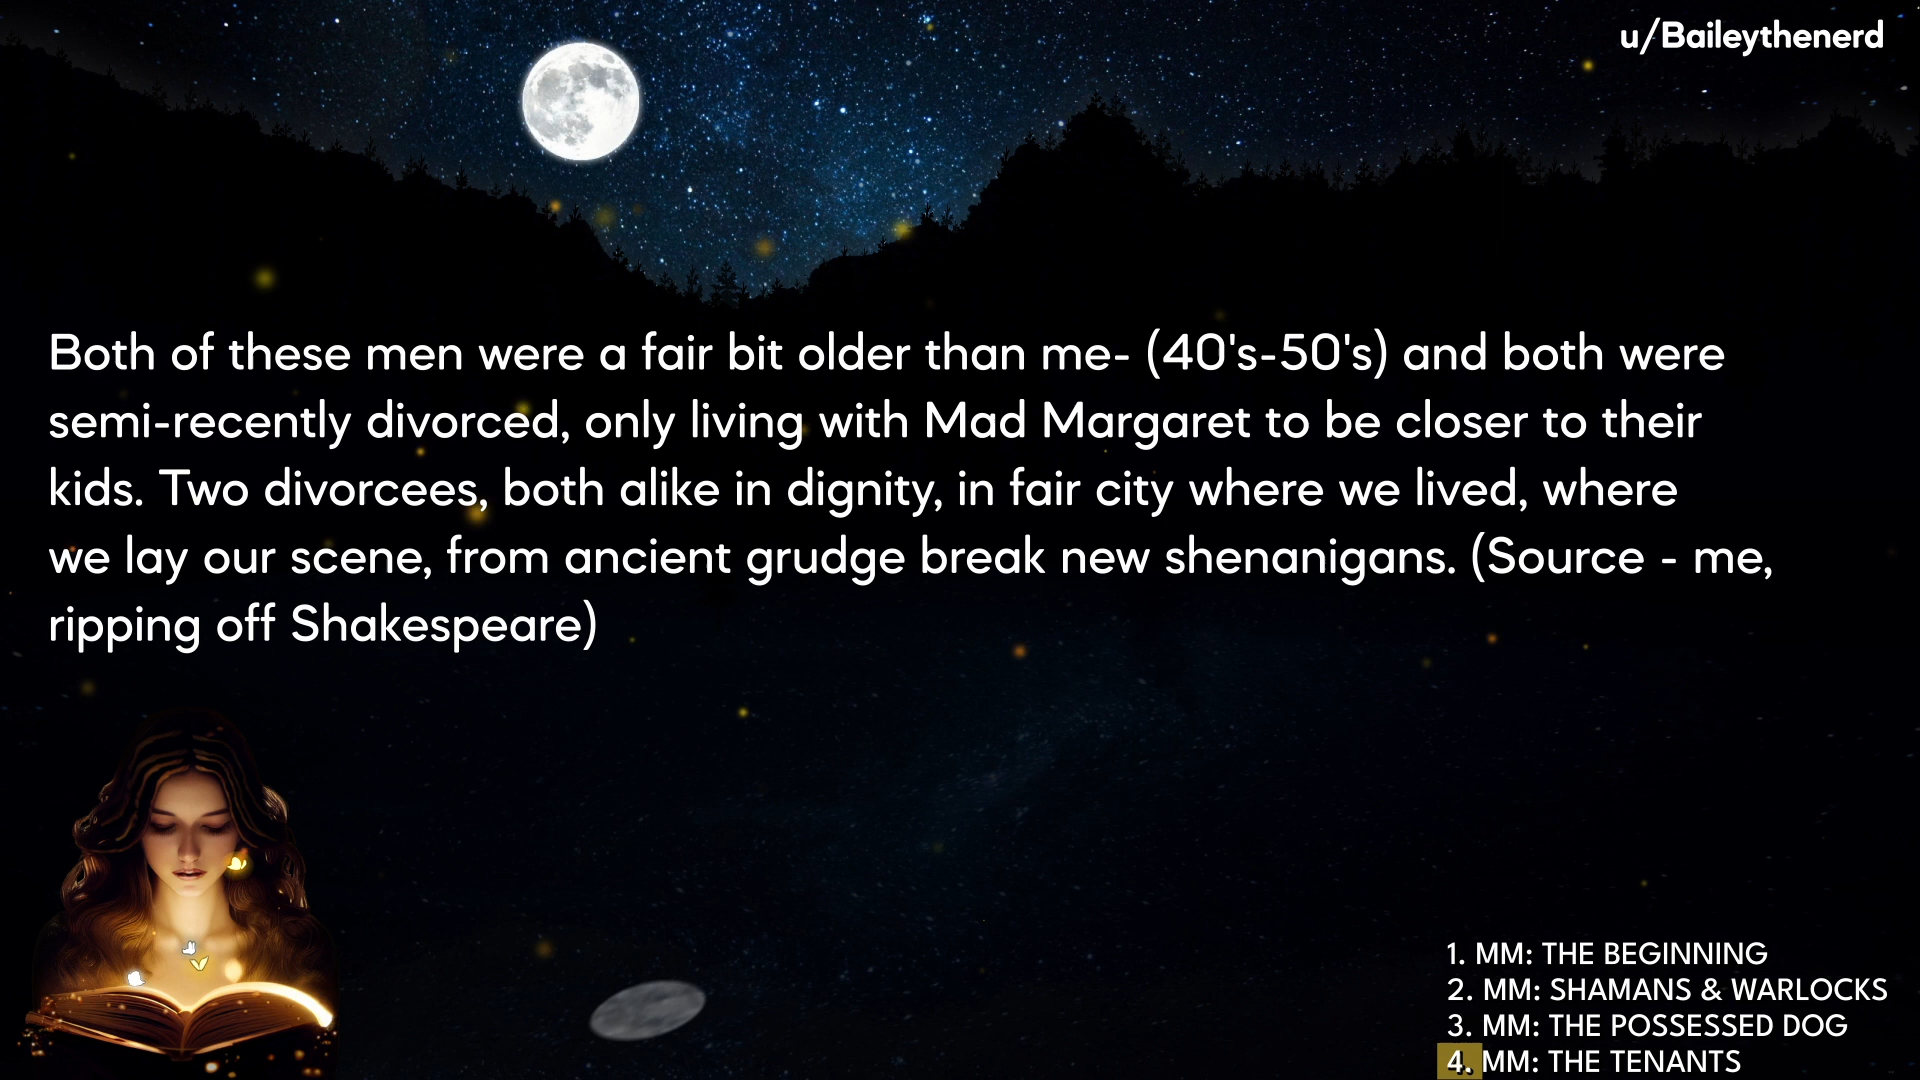 u/Baileythenerd
Both of these men were a fair bit older than me- (40's-50's) and both were
semi-recently divorced, only living with Mad Margaret to be closer to their
kids. Two divorcees, both alike in dignity, in fair city where we lived, where
we lay our scene, from ancient grudge break new shenanigans. (Source - me,
ripping off Shakespeare)
1. MM: THE BEGINNING
2. MM: SHAMANS & WARLOCKS
3. MM: THE POSSESSED DOG
4. MM: THE TENANTS